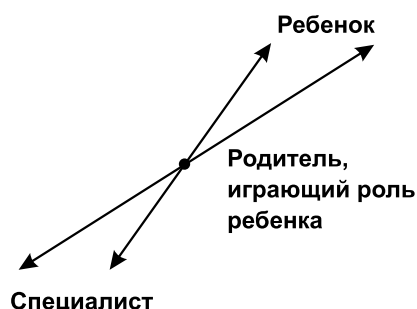 Ребенок
Родитель,
играющий роль
ребенка
Специалист